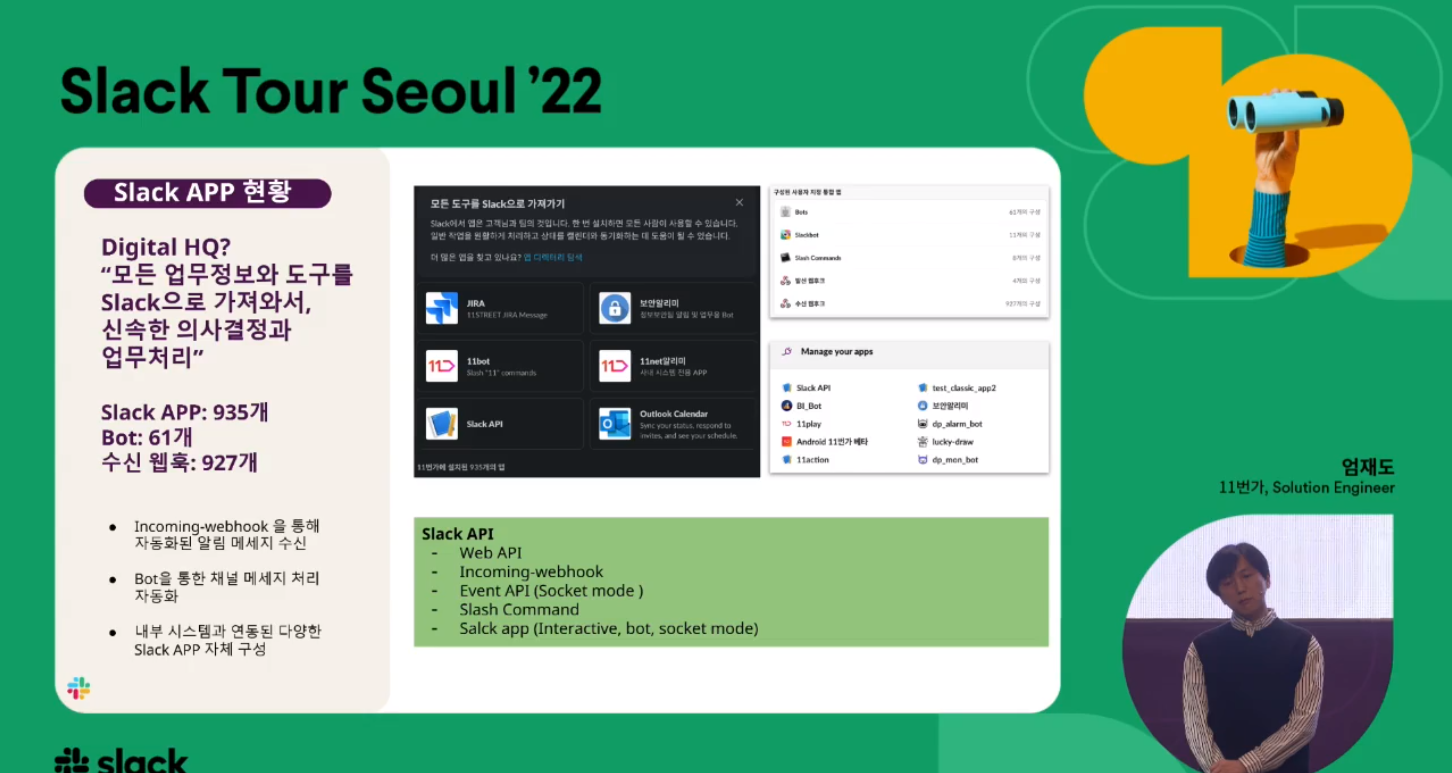 Slack Tour Seoul ’22
Slack APP 현황
Digital HQ?
“모든 업무정보와 도구를
Slack으로 가져와서,
신속한 의사결정과
업무처리”
Slack APP: 935개
Bot: 61개
수신 웹훅: 927개
● Incoming-webhook 을 통해
자동화된 알림 메세지 수신
● Bot을 통한 채널 메세지 처리
자동화
● 내부 시스템과 연동된 다양한
Slack APP 자체 구성
모든 도구를 Slack으로 가져가기
Slack에서 앱은 고객님과 팀의 것입니다. 한 번 설치하면 모든 사람이 사용할 수 있습니다.
일반 작업을 원활하게 처리하고 상태를 캘린더와 동기화하는 데 도움이 될 수 있습니다.
더 많은 앱을 찾고 있나요? 앱 디렉터리 탐색
JIRA
11STREET JIRA Message
보안알리미
정보보안팀 알림 및 업무용 Bot
11bot
Slash "11" commands
11net알리미
사내 시스템 전용 APP
Slack API
Outlook Calendar
Sync your status, respond to
invites, and see your schedule.
11번가에 설치된 935개의 앱
구성된 사용자 지정 통합 앱
Bots 61개의 구성
Slackbot 11개의 구성
Slash Commands 8개의 구성
발신 웹후크 4개의 구성
수신 웹후크 927개의 구성
Manage your apps
Slack API test_classic_app2
BI_Bot 보안알리미
11play dp_alarm_bot
Android 11번가 베타 lucky-draw
11action dp_mon_bot
Slack API
- Web API
- Incoming-webhook
- Event API (Socket mode )
- Slash Command
- Salck app (Interactive, bot, socket mode)
엄재도
11번가, Solution Engineer
slack